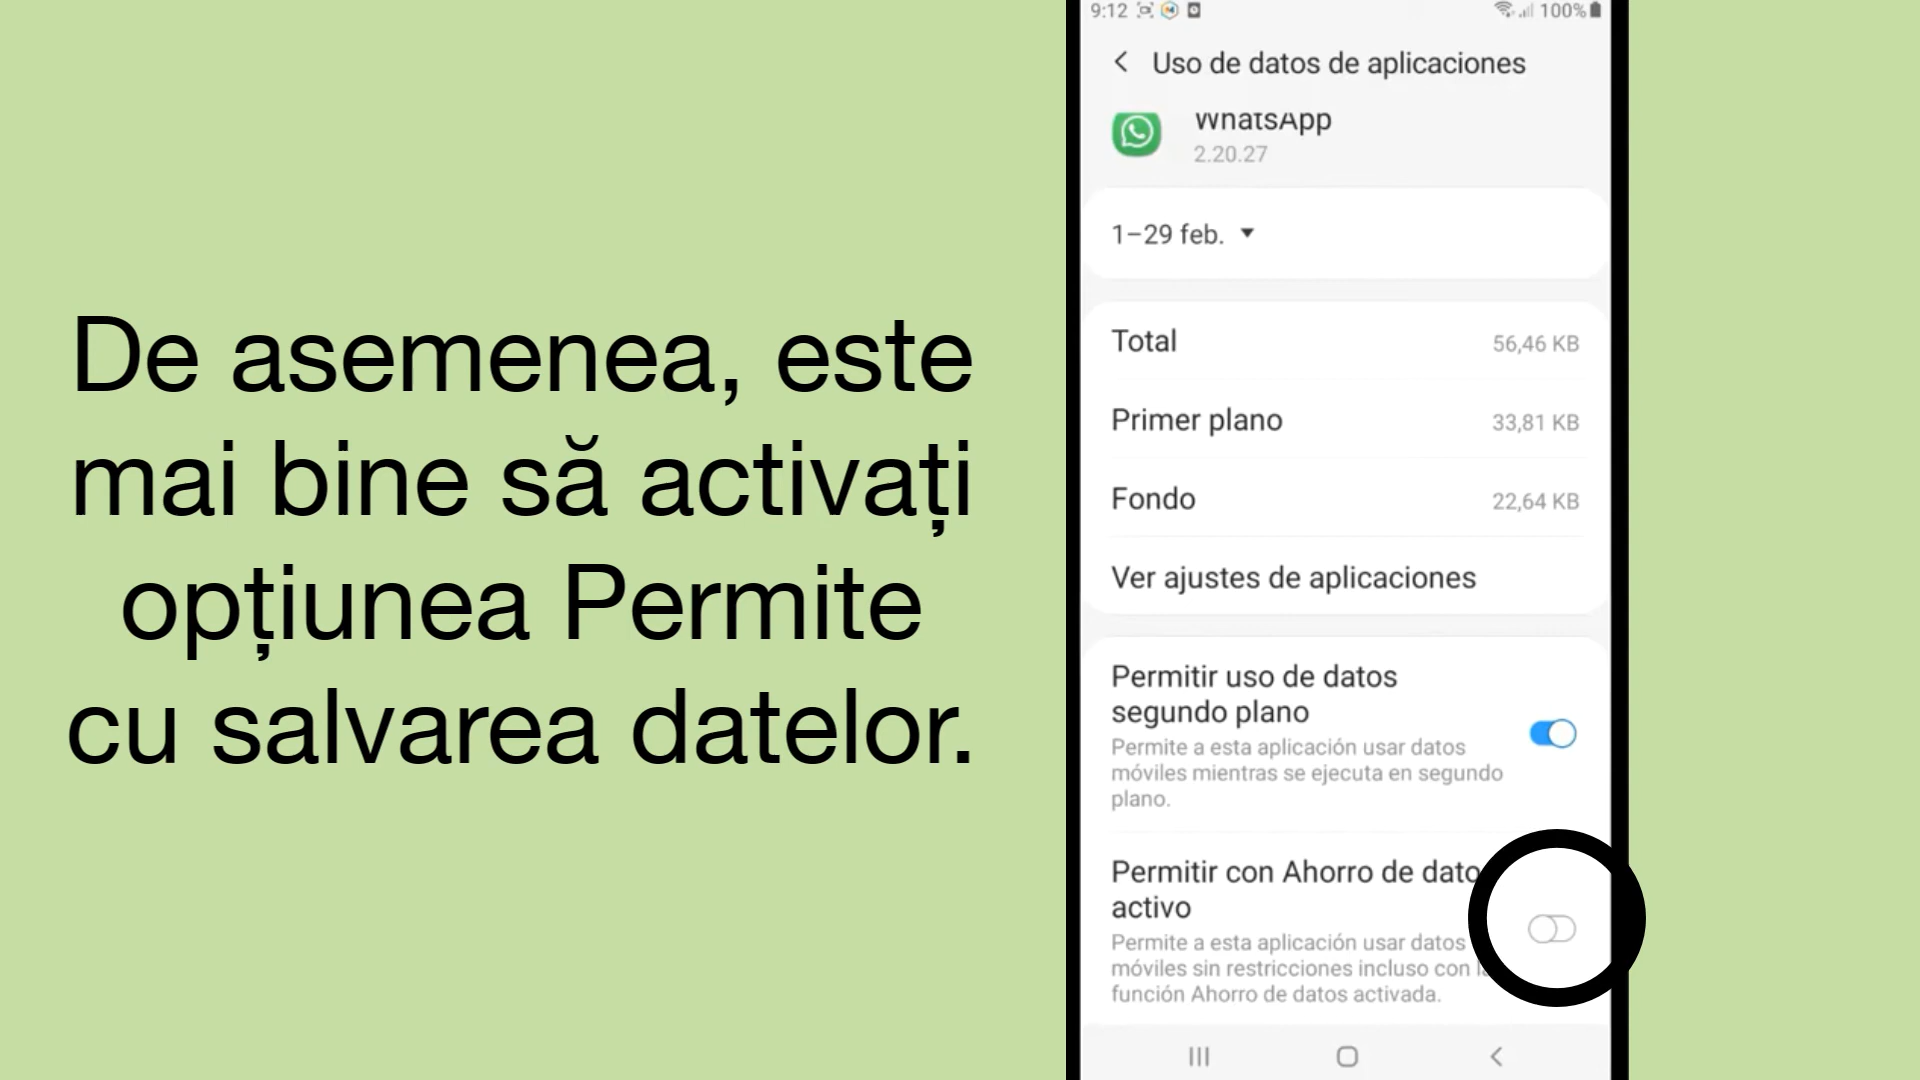 De asemenea, este
mai bine să activați
opțiunea Permite
cu salvarea datelor.
9:12
100%
Uso de datos de aplicaciones
WhatsApp
2.20.27
1–29 feb.
Total
56,46 KB
Primer plano
33,81 KB
Fondo
22,64 KB
Ver ajustes de aplicaciones
Permitir uso de datos
segundo plano
Permite a esta aplicación usar datos
móviles mientras se ejecuta en segundo
plano.
Permitir con Ahorro de dato
activo
Permite a esta aplicación usar datos
móviles sin restricciones incluso con la
función Ahorro de datos activada.